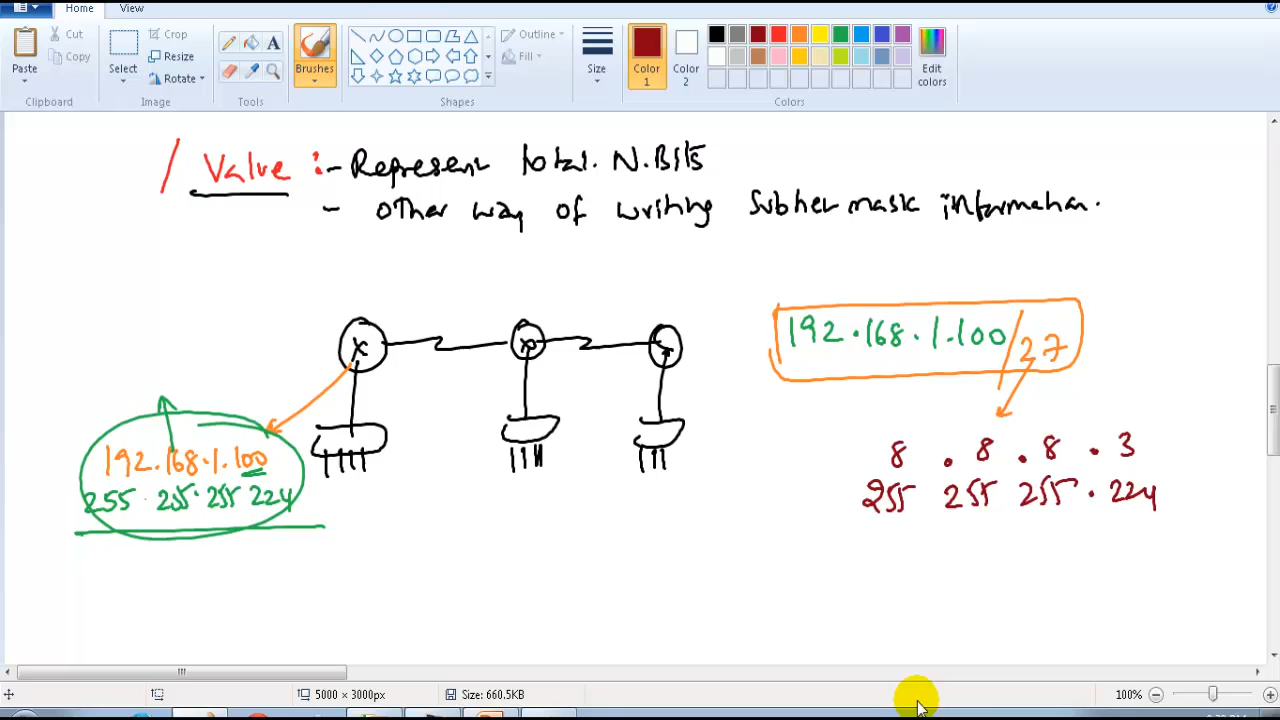 Home View
Cut
Copy
Paste
Clipboard
Select
Crop
Resize
Rotate
Image
Tools
Brushes
Shapes
Outline
Fill
Size
Color 1
Color 2
Edit colors
Colors
/ Value :- Represent total. N.Bits
- other way of writing subnet mask information.
192.168.1.100/27
8 . 8 . 8 . 3
255 255 255 . 224
192.168.1.100
255.255.255 224
5000 × 3000px
Size: 660.5KB
100%